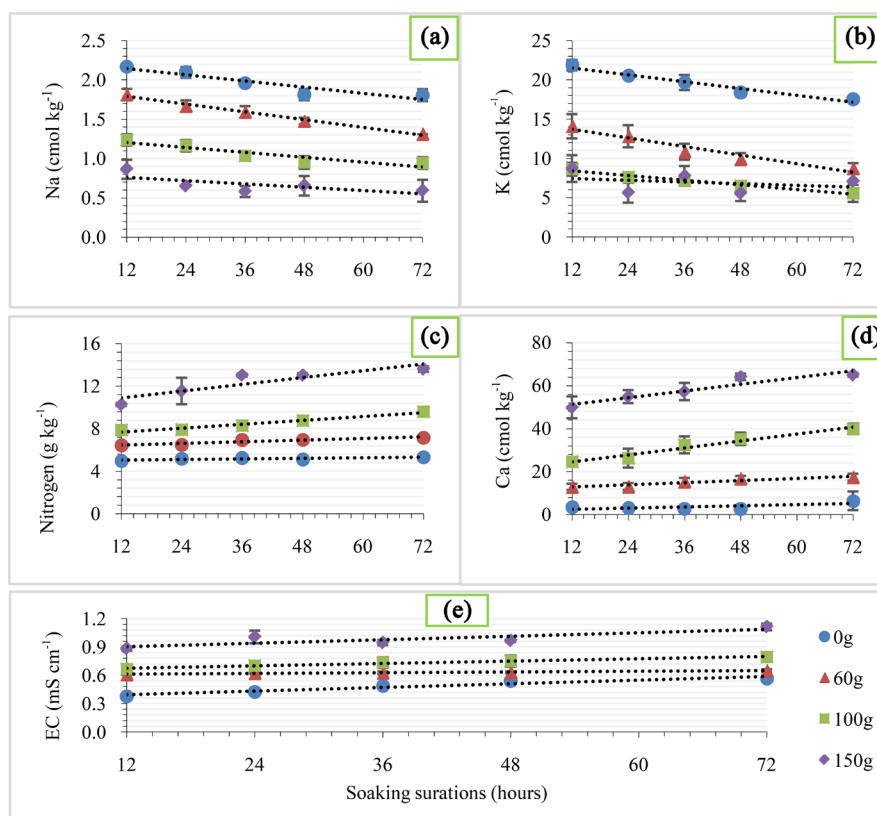 (a)
Na (cmol kg⁻¹)
2.5
2.0
1.5
1.0
0.5
0.0
12 24 36 48 60 72
(b)
K (cmol kg⁻¹)
25
20
15
10
5
0
12 24 36 48 60 72
(c)
Nitrogen (g kg⁻¹)
16
12
8
4
0
12 24 36 48 60 72
(d)
Ca (cmol kg⁻¹)
80
60
40
20
0
12 24 36 48 60 72
(e)
EC (mS cm⁻¹)
1.2
0.9
0.6
0.3
0.0
12 24 36 48 60 72
Soaking surations (hours)
0g
60g
100g
150g